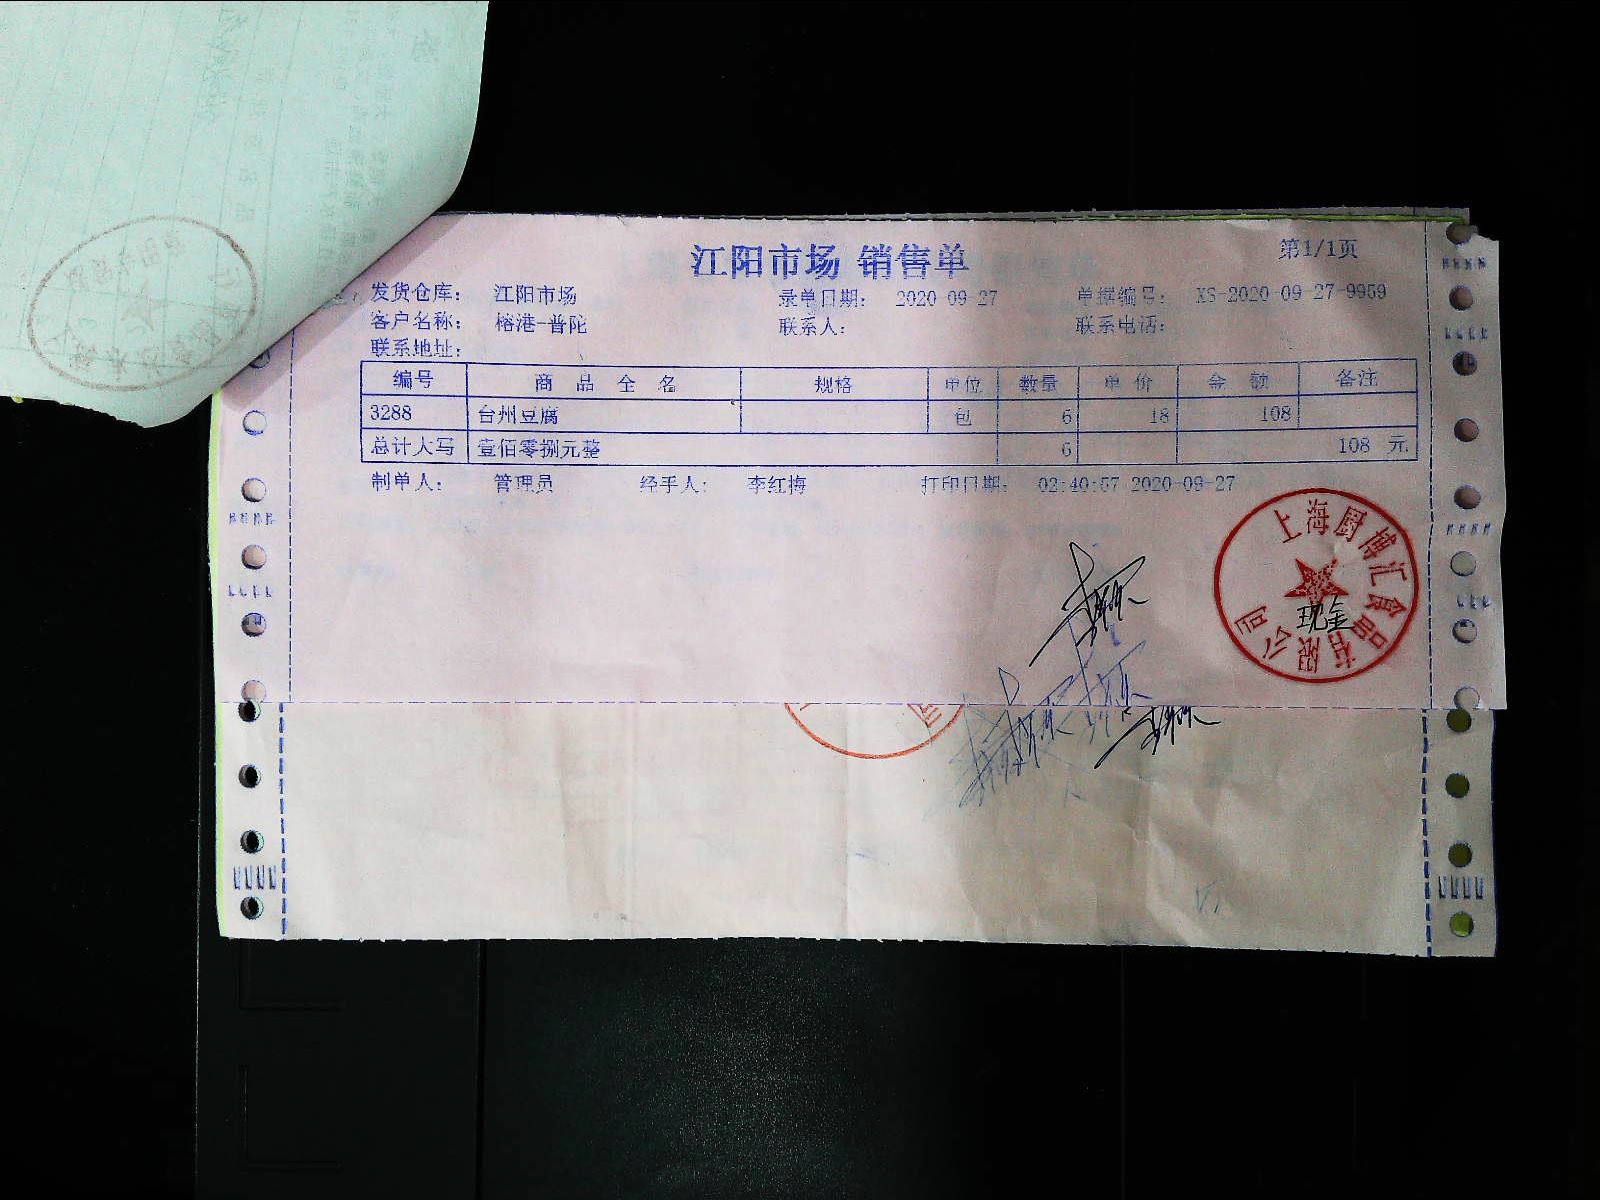 江阳市场 销售单
第1/1页
发货仓库： 江阳市场 录单日期： 2020-09-27 单据编号： XS-2020-09-27-9959
客户名称： 榕港-普陀 联系人： 联系电话：
联系地址：
编号 商品全名 规格 单位 数量 单价 金额 备注
3288 台州豆腐 包 6 18 108
总计大写 壹佰零捌元整 6 108 元
制单人： 管理员 经手人： 李红梅 打印日期： 02:40:57 2020-09-27
上海厨博汇食品有限公司
现金
司